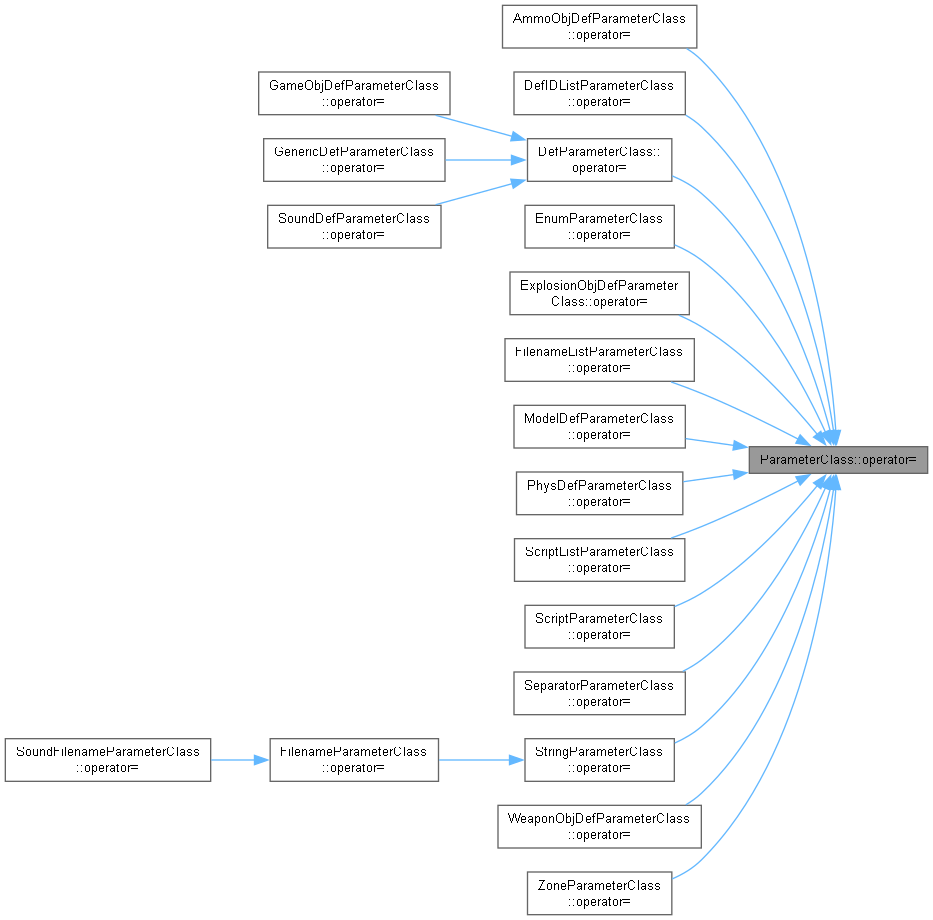 AmmoObjDefParameterClass
::operator=
DefIDListParameterClass
::operator=
GameObjDefParameterClass
::operator=
GenericDefParameterClass
::operator=
DefParameterClass::
operator=
SoundDefParameterClass
::operator=
EnumParameterClass
::operator=
ExplosionObjDefParameter
Class::operator=
FilenameListParameterClass
::operator=
ModelDefParameterClass
::operator=
ParameterClass::operator=
PhysDefParameterClass
::operator=
ScriptListParameterClass
::operator=
ScriptParameterClass
::operator=
SeparatorParameterClass
::operator=
SoundFilenameParameterClass
::operator=
FilenameParameterClass
::operator=
StringParameterClass
::operator=
WeaponObjDefParameterClass
::operator=
ZoneParameterClass
::operator=